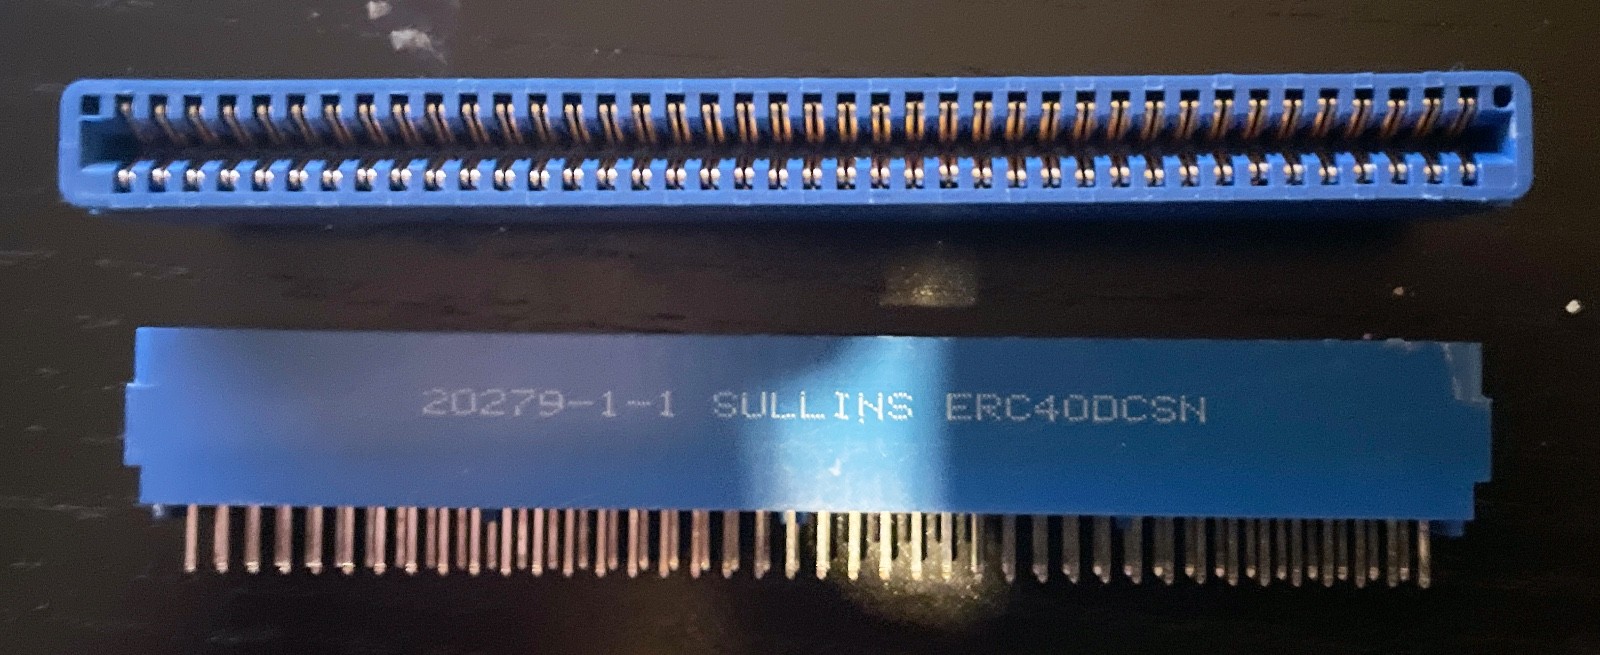 20279-1-1 SULLINS ERC40DCSN